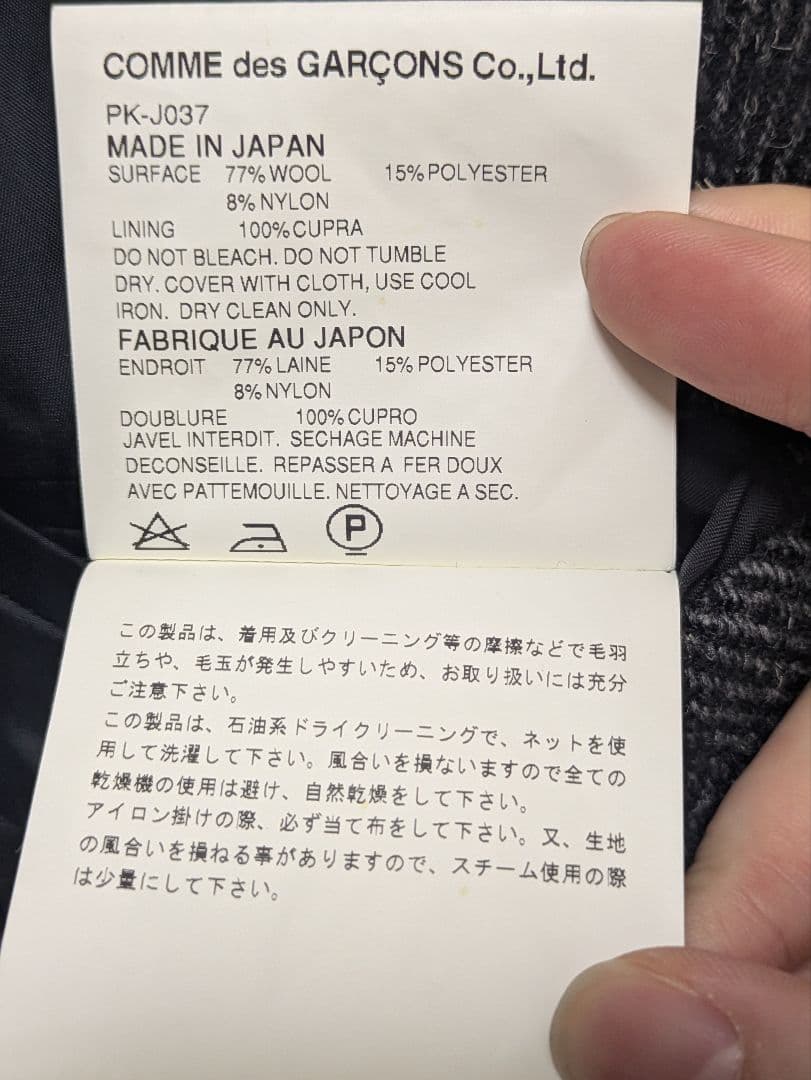 COMME des GARÇONS Co.,Ltd.
PK-J037
MADE IN JAPAN
SURFACE 77% WOOL 15% POLYESTER
8% NYLON
LINING 100% CUPRA
DO NOT BLEACH. DO NOT TUMBLE
DRY. COVER WITH CLOTH, USE COOL
IRON. DRY CLEAN ONLY.
FABRIQUE AU JAPON
ENDROIT 77% LAINE 15% POLYESTER
8% NYLON
DOUBLURE 100% CUPRO
JAVEL INTERDIT. SECHAGE MACHINE
DECONSEILLE. REPASSER A FER DOUX
AVEC PATTEMOUILLE. NETTOYAGE A SEC.
P
この製品は、着用及びクリーニング等の摩擦などで毛羽
立ちや、毛玉が発生しやすいため、お取り扱いには充分
ご注意下さい。
この製品は、石油系ドライクリーニングで、ネットを使
用して洗濯して下さい。風合いを損ないますので全ての
乾燥機の使用は避け、自然乾燥をして下さい。
アイロン掛けの際、必ず当て布をして下さい。又、生地
の風合いを損ねる事がありますので、スチーム使用の際
は少量にして下さい。